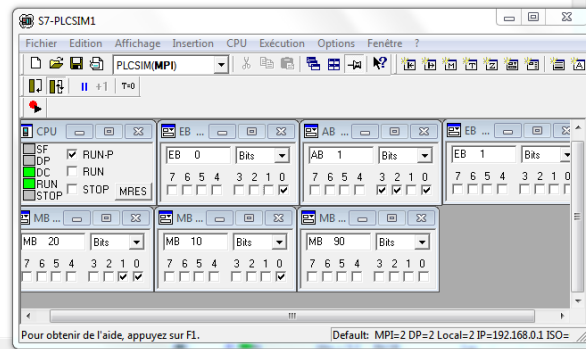 S7-PLCSIM1
Fichier Edition Affichage Insertion CPU Exécution Options Fenêtre ?
PLCSIM(MPI)
+1 T=0
CPU
SF
DP
DC
RUN
STOP
RUN-P
RUN
STOP MRES
EB ...
EB 0 Bits
7 6 5 4 3 2 1 0
AB ...
AB 1 Bits
7 6 5 4 3 2 1 0
EB ...
EB 1 Bits
7 6 5 4 3 2 1 0
MB ...
MB 20 Bits
7 6 5 4 3 2 1 0
MB ...
MB 10 Bits
7 6 5 4 3 2 1 0
MB ...
MB 90 Bits
7 6 5 4 3 2 1 0
Pour obtenir de l'aide, appuyez sur F1.
Default: MPI=2 DP=2 Local=2 IP=192.168.0.1 ISO=